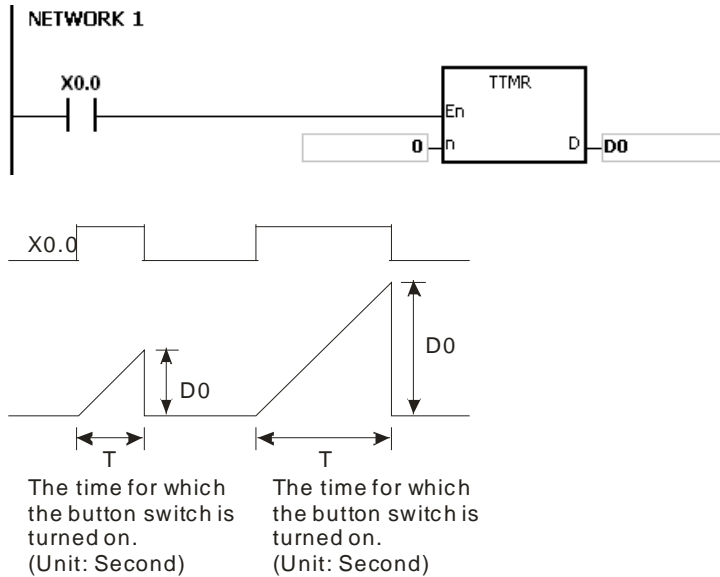 NETWORK 1
X0.0
TTMR
En
0 n D D0
X0.0
D0
D0
T T
The time for which
the button switch is
turned on.
(Unit: Second)
The time for which
the button switch is
turned on.
(Unit: Second)